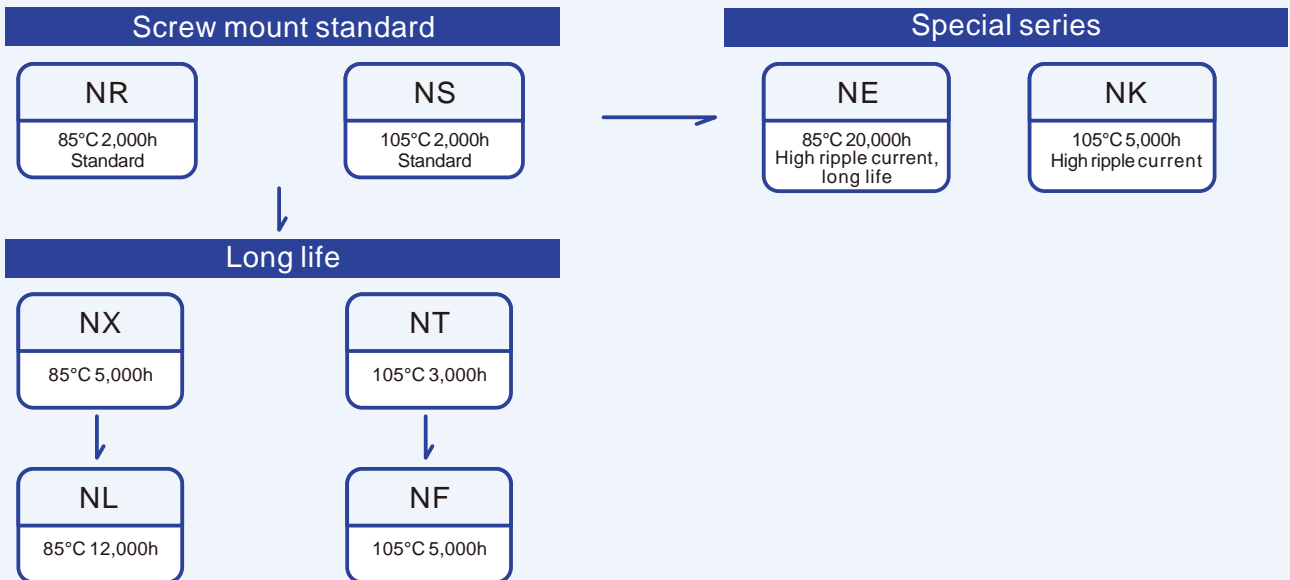 Screw mount standard
Special series
NR
85°C 2,000h
Standard
NS
105°C 2,000h
Standard
NE
85°C 20,000h
High ripple current,
long life
NK
105°C 5,000h
High ripple current
Long life
NX
85°C 5,000h
NT
105°C 3,000h
NL
85°C 12,000h
NF
105°C 5,000h